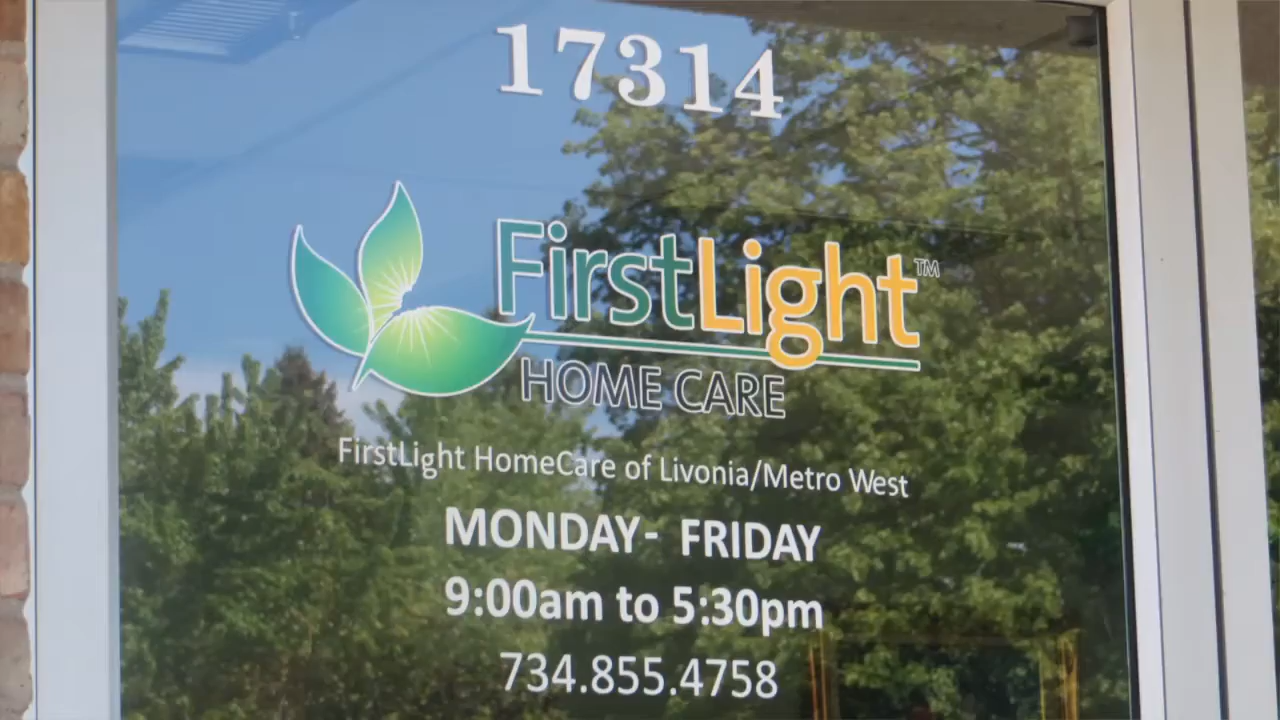 17314
FirstLight™
HOME CARE
FirstLight HomeCare of Livonia/Metro West
MONDAY- FRIDAY
9:00am to 5:30pm
734.855.4758